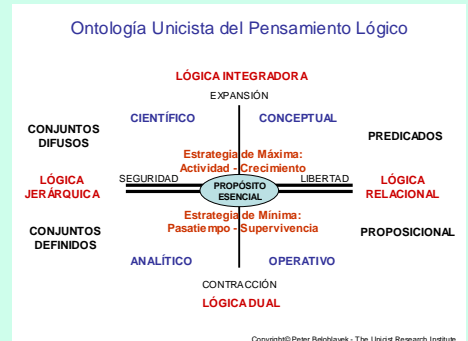 Ontología Unicista del Pensamiento Lógico
LÓGICA INTEGRADORA
EXPANSIÓN
CIENTÍFICO
CONCEPTUAL
CONJUNTOS
DIFUSOS
PREDICADOS
Estrategia de Máxima:
Actividad - Crecimiento
LÓGICA
JERÁRQUICA
SEGURIDAD
PROPÓSITO
ESENCIAL
LIBERTAD
LÓGICA
RELACIONAL
Estrategia de Mínima:
Pasatiempo - Supervivencia
CONJUNTOS
DEFINIDOS
PROPOSICIONAL
ANALÍTICO
OPERATIVO
CONTRACCIÓN
LÓGICA DUAL
Copyright© Peter Belohlavek - The Unicist Research Institute